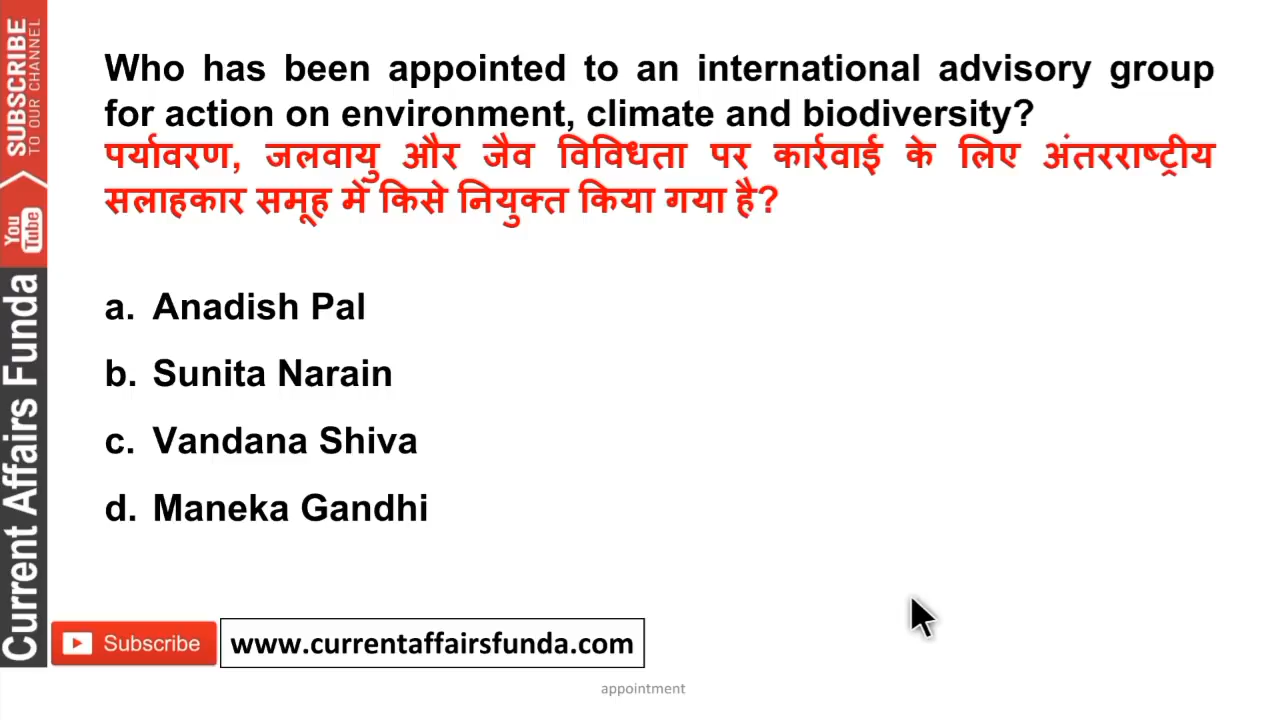 Who has been appointed to an international advisory group
for action on environment, climate and biodiversity?
पर्यावरण, जलवायु और जैव विविधता पर कार्रवाई के लिए अंतरराष्ट्रीय
सलाहकार समूह में किसे नियुक्त किया गया है?
a. Anadish Pal
b. Sunita Narain
c. Vandana Shiva
d. Maneka Gandhi
SUBSCRIBE
TO OUR CHANNEL
You
Tube
Current Affairs Funda
Subscribe
www.currentaffairsfunda.com
appointment